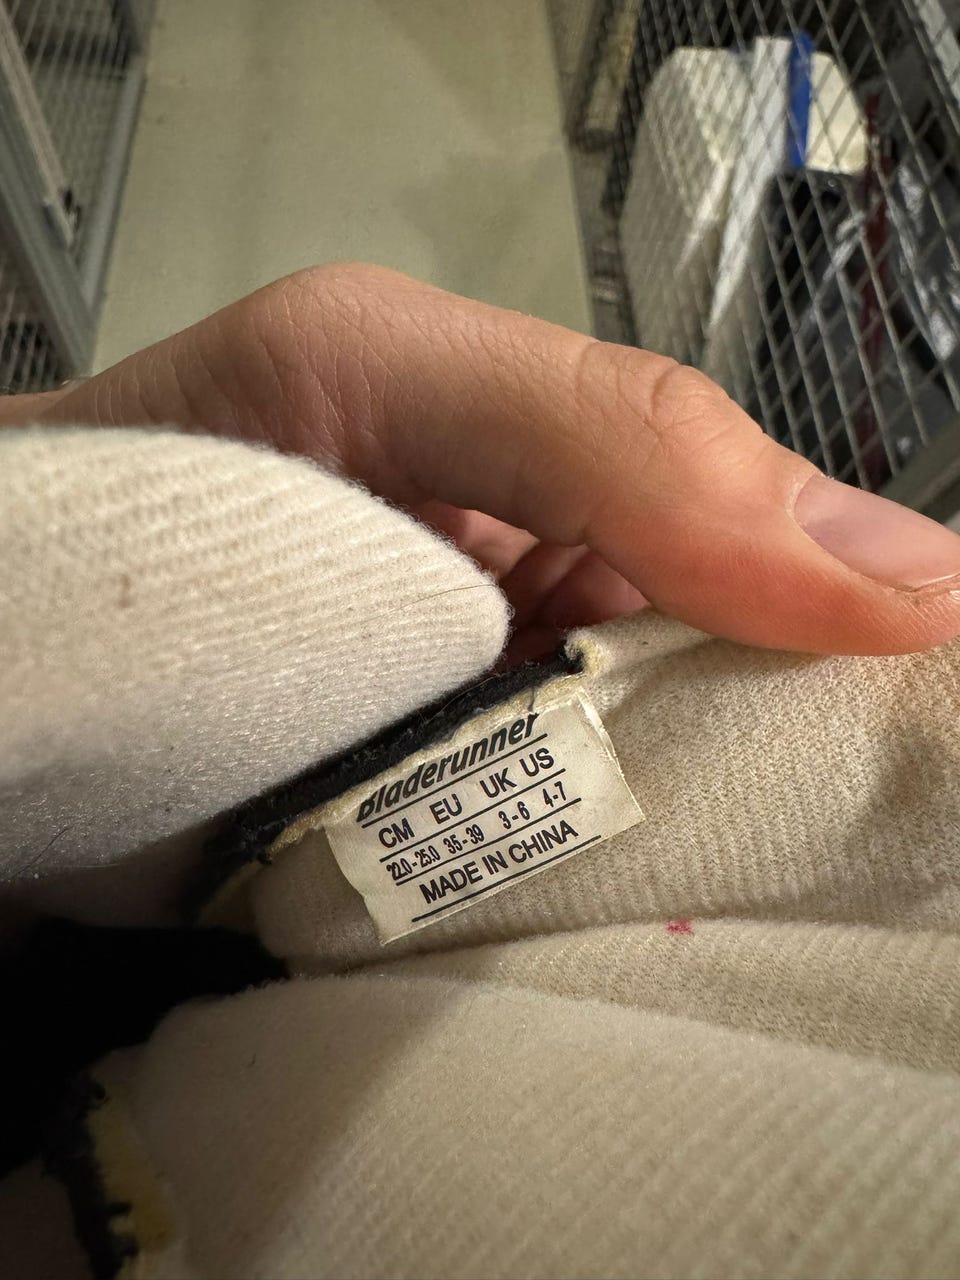 Bladerunner
CM EU UK US
22.0-25.0 35-39 3-6 4-7
MADE IN CHINA